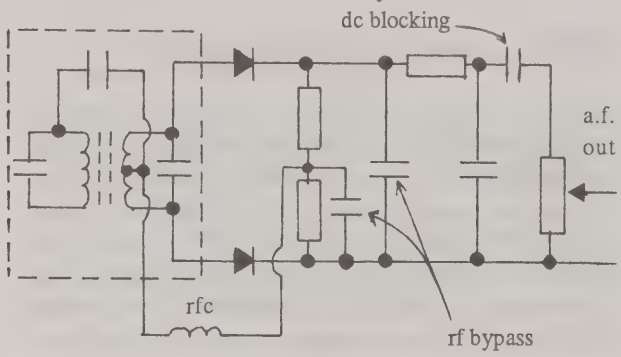 dc blocking
a.f.
out
rfc
rf bypass